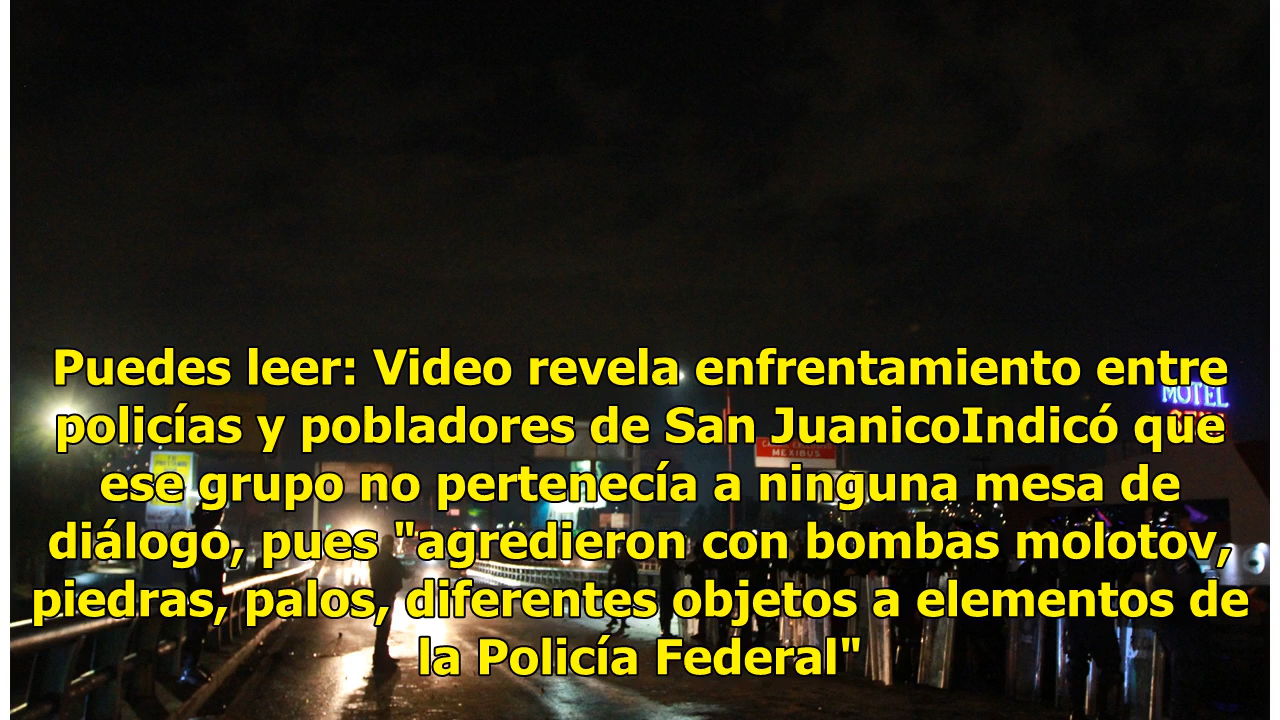 Puedes leer: Video revela enfrentamiento entre
policías y pobladores de San JuanicoIndicó que
ese grupo no pertenecía a ninguna mesa de
diálogo, pues "agredieron con bombas molotov,
piedras, palos, diferentes objetos a elementos de
la Policía Federal"
MOTEL
MEXIBUS